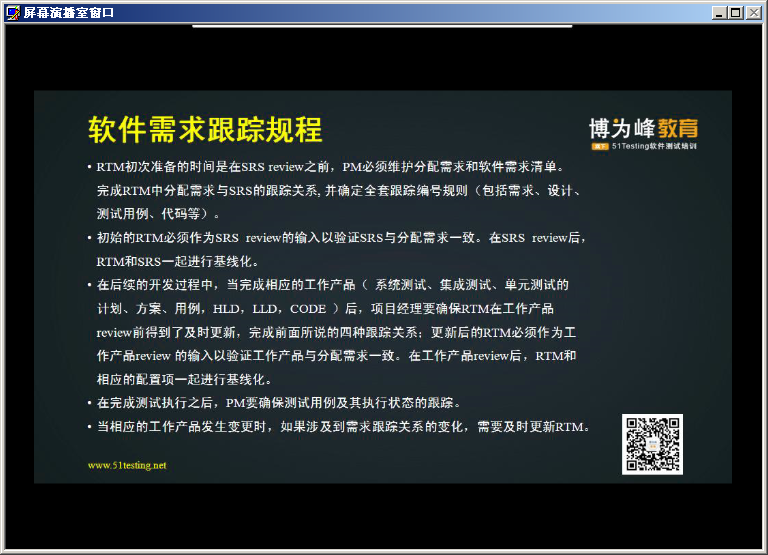 屏幕演播室窗口
软件需求跟踪规程
博为峰教育
51Testing软件测试培训
• RTM初次准备的时间是在SRS review之前，PM必须维护分配需求和软件需求清单。
完成RTM中分配需求与SRS的跟踪关系, 并确定全套跟踪编号规则（包括需求、设计、
测试用例、代码等）。
• 初始的RTM必须作为SRS review的输入以验证SRS与分配需求一致。在SRS review后，
RTM和SRS一起进行基线化。
• 在后续的开发过程中，当完成相应的工作产品（ 系统测试、集成测试、单元测试的
计划、方案、用例，HLD，LLD，CODE ）后，项目经理要确保RTM在工作产品
review前得到了及时更新，完成前面所说的四种跟踪关系；更新后的RTM必须作为工
作产品review 的输入以验证工作产品与分配需求一致。在工作产品review后，RTM和
相应的配置项一起进行基线化。
• 在完成测试执行之后，PM要确保测试用例及其执行状态的跟踪。
• 当相应的工作产品发生变更时，如果涉及到需求跟踪关系的变化，需要及时更新RTM。
www.51testing.net